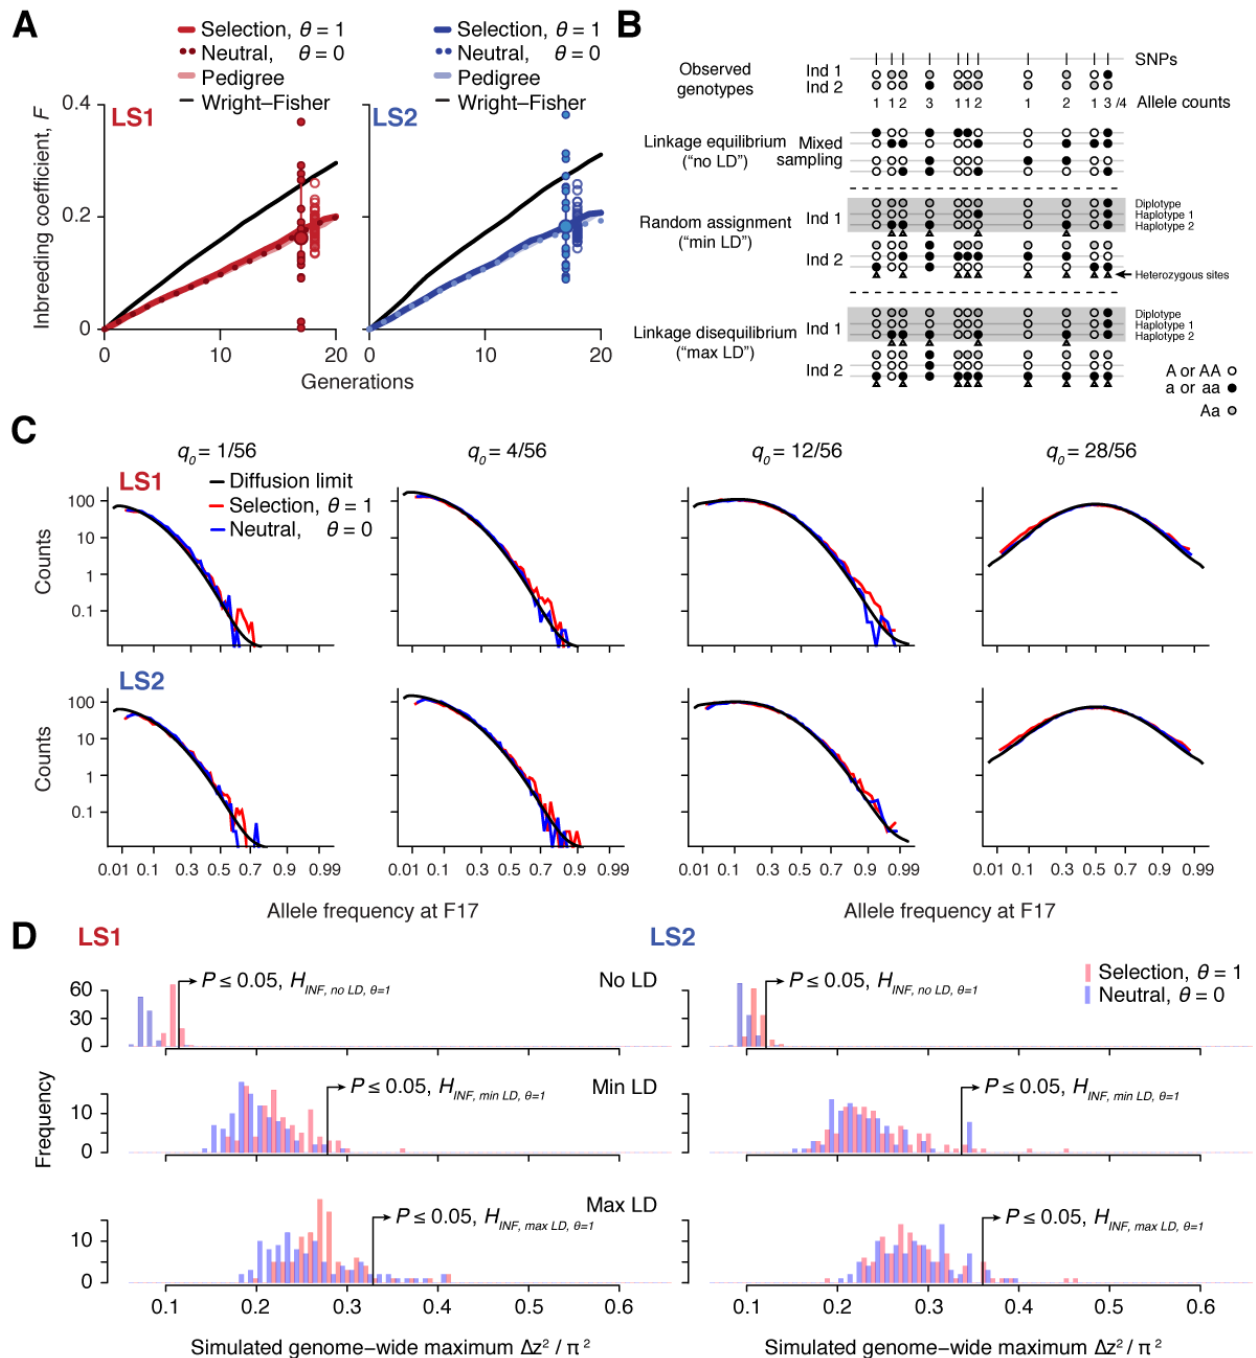 A
Selection, θ = 1
Neutral, θ = 0
Pedigree
Wright–Fisher
Selection, θ = 1
Neutral, θ = 0
Pedigree
Wright–Fisher
LS1
LS2
Inbreeding coefficient, F
0.4
0.2
0
0
10
20
0
10
20
Generations
B
Observed genotypes
Ind 1
Ind 2
SNPs
1 1 2 3 1 1 2 1 2 1 3 /4
Allele counts
Linkage equilibrium
(“no LD”)
Mixed
sampling
Random assignment
(“min LD”)
Ind 1
Diplotype
Haplotype 1
Haplotype 2
Ind 2
Heterozygous sites
Linkage disequilibrium
(“max LD”)
Ind 1
Diplotype
Haplotype 1
Haplotype 2
Ind 2
A or AA
a or aa
Aa
C
q0 = 1/56
q0 = 4/56
q0 = 12/56
q0 = 28/56
LS1
Diffusion limit
Selection, θ = 1
Neutral, θ = 0
Counts
100
10
1
0.1
LS2
Counts
100
10
1
0.1
0.01 0.1 0.3 0.5 0.7 0.9 0.99
0.01 0.1 0.3 0.5 0.7 0.9 0.99
0.01 0.1 0.3 0.5 0.7 0.9 0.99
0.01 0.1 0.3 0.5 0.7 0.9 0.99
Allele frequency at F17
Allele frequency at F17
D
LS1
LS2
Selection, θ = 1
Neutral, θ = 0
Frequency
60
30
0
P ≤ 0.05, HINF, no LD, θ=1
No LD
60
30
0
P ≤ 0.05, HINF, no LD, θ=1
10
0
P ≤ 0.05, HINF, min LD, θ=1
Min LD
10
0
P ≤ 0.05, HINF, min LD, θ=1
10
0
P ≤ 0.05, HINF, max LD, θ=1
Max LD
10
0
P ≤ 0.05, HINF, max LD, θ=1
0.1 0.2 0.3 0.4 0.5 0.6
0.1 0.2 0.3 0.4 0.5 0.6
Simulated genome−wide maximum Δz² / π²
Simulated genome−wide maximum Δz² / π²